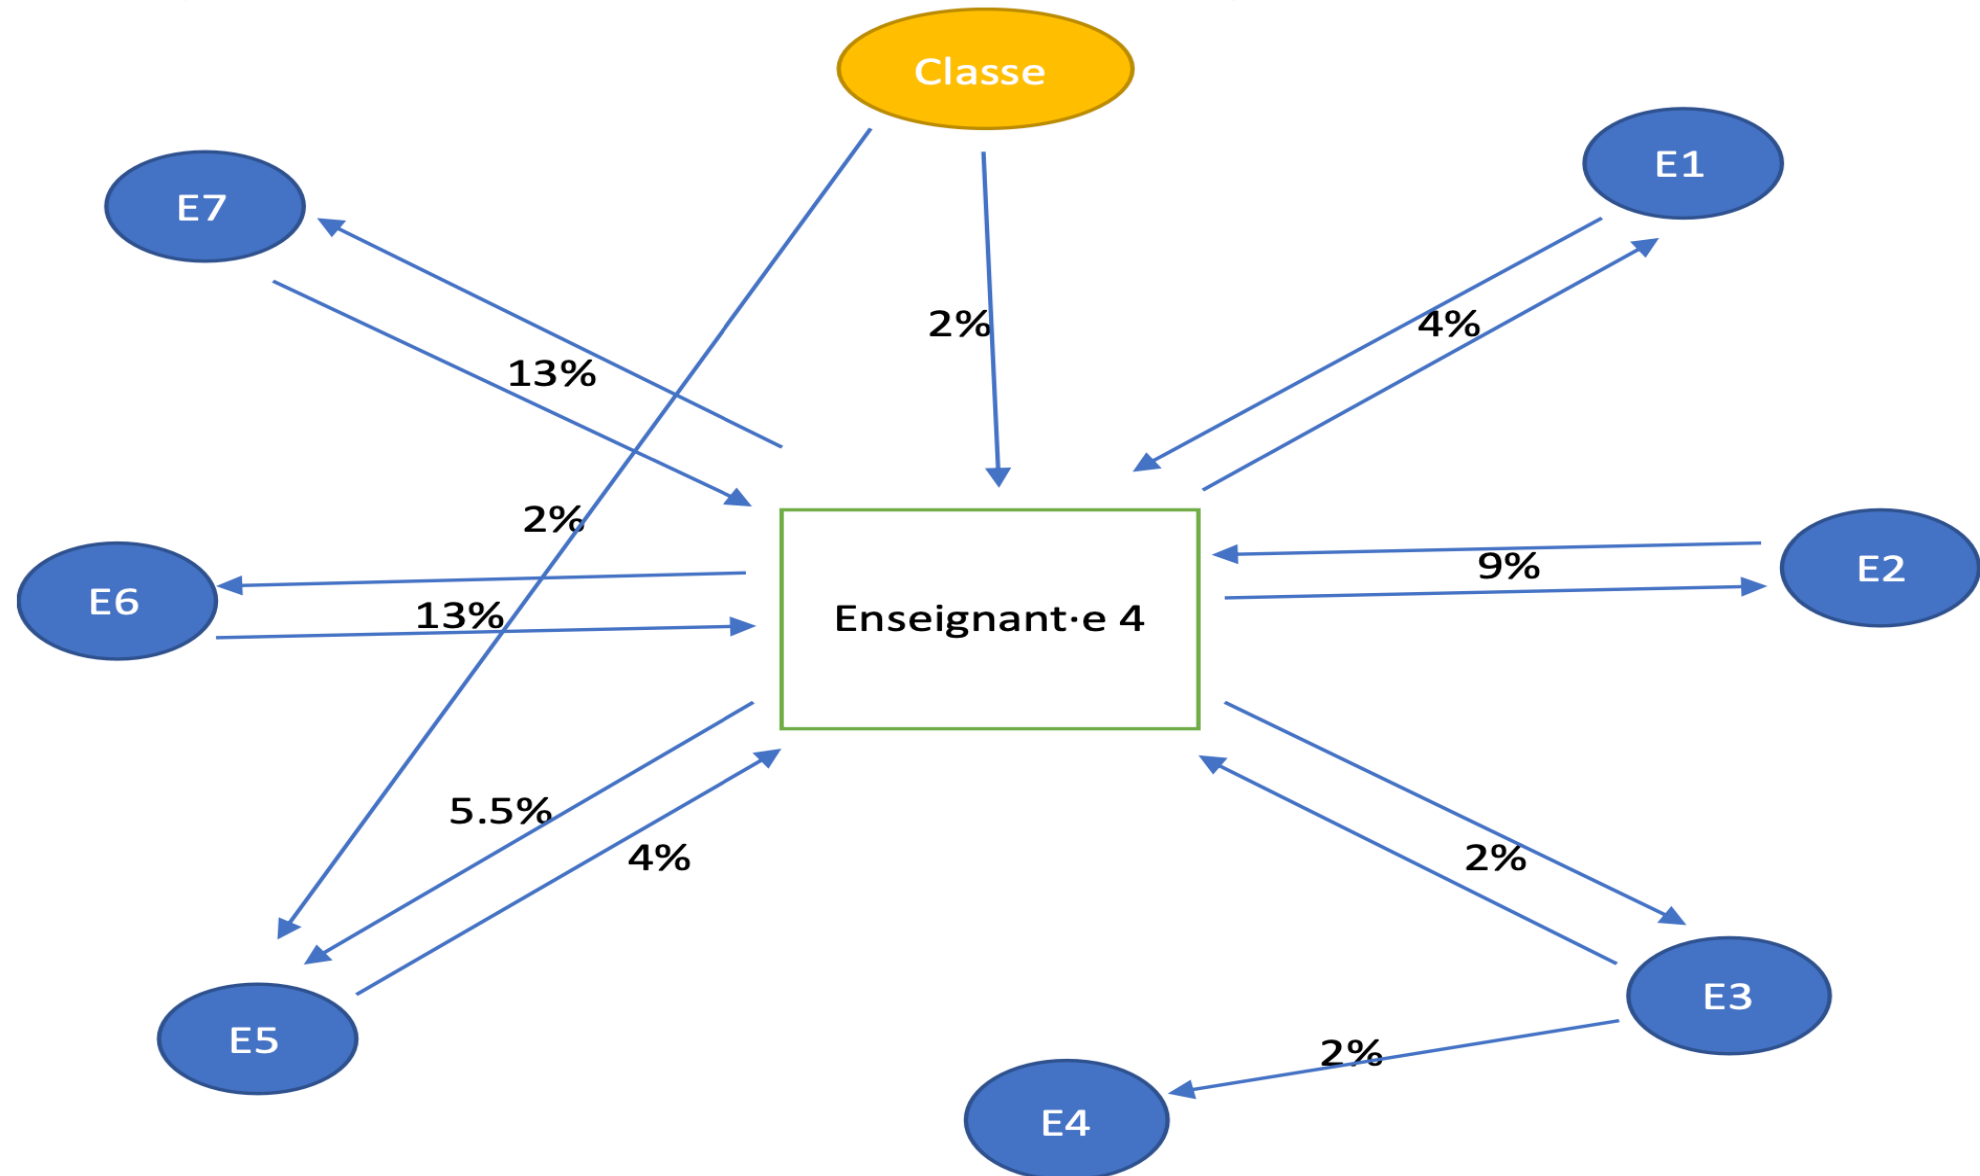 Classe
E1
E7
2%
4%
13%
2%
E2
9%
E6
13%
Enseignant·e 4
5.5%
4%
2%
E3
E5
2%
E4